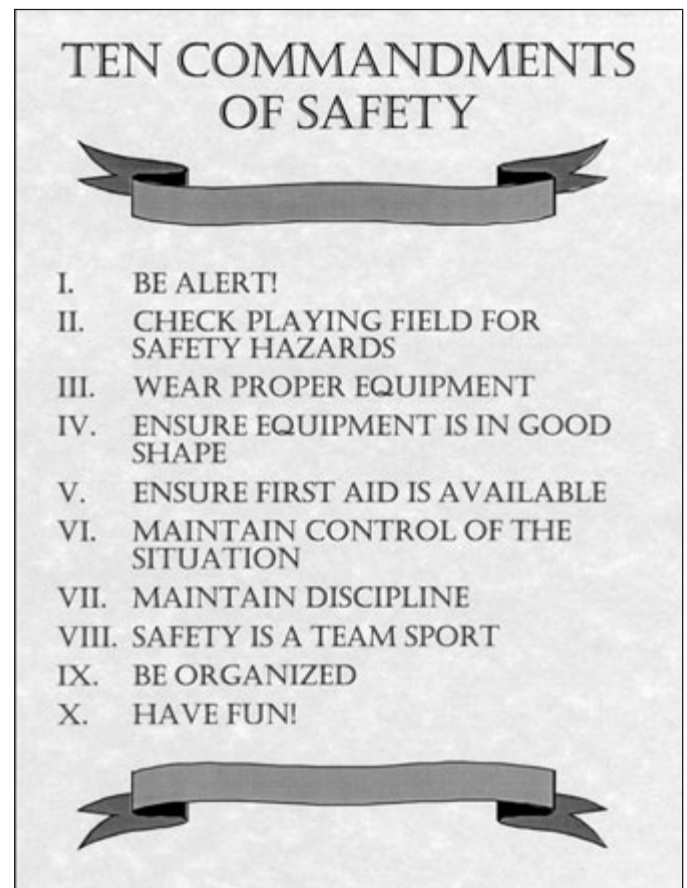 TEN COMMANDMENTS
OF SAFETY
I. BE ALERT!
II. CHECK PLAYING FIELD FOR
SAFETY HAZARDS
III. WEAR PROPER EQUIPMENT
IV. ENSURE EQUIPMENT IS IN GOOD
SHAPE
V. ENSURE FIRST AID IS AVAILABLE
VI. MAINTAIN CONTROL OF THE
SITUATION
VII. MAINTAIN DISCIPLINE
VIII. SAFETY IS A TEAM SPORT
IX. BE ORGANIZED
X. HAVE FUN!